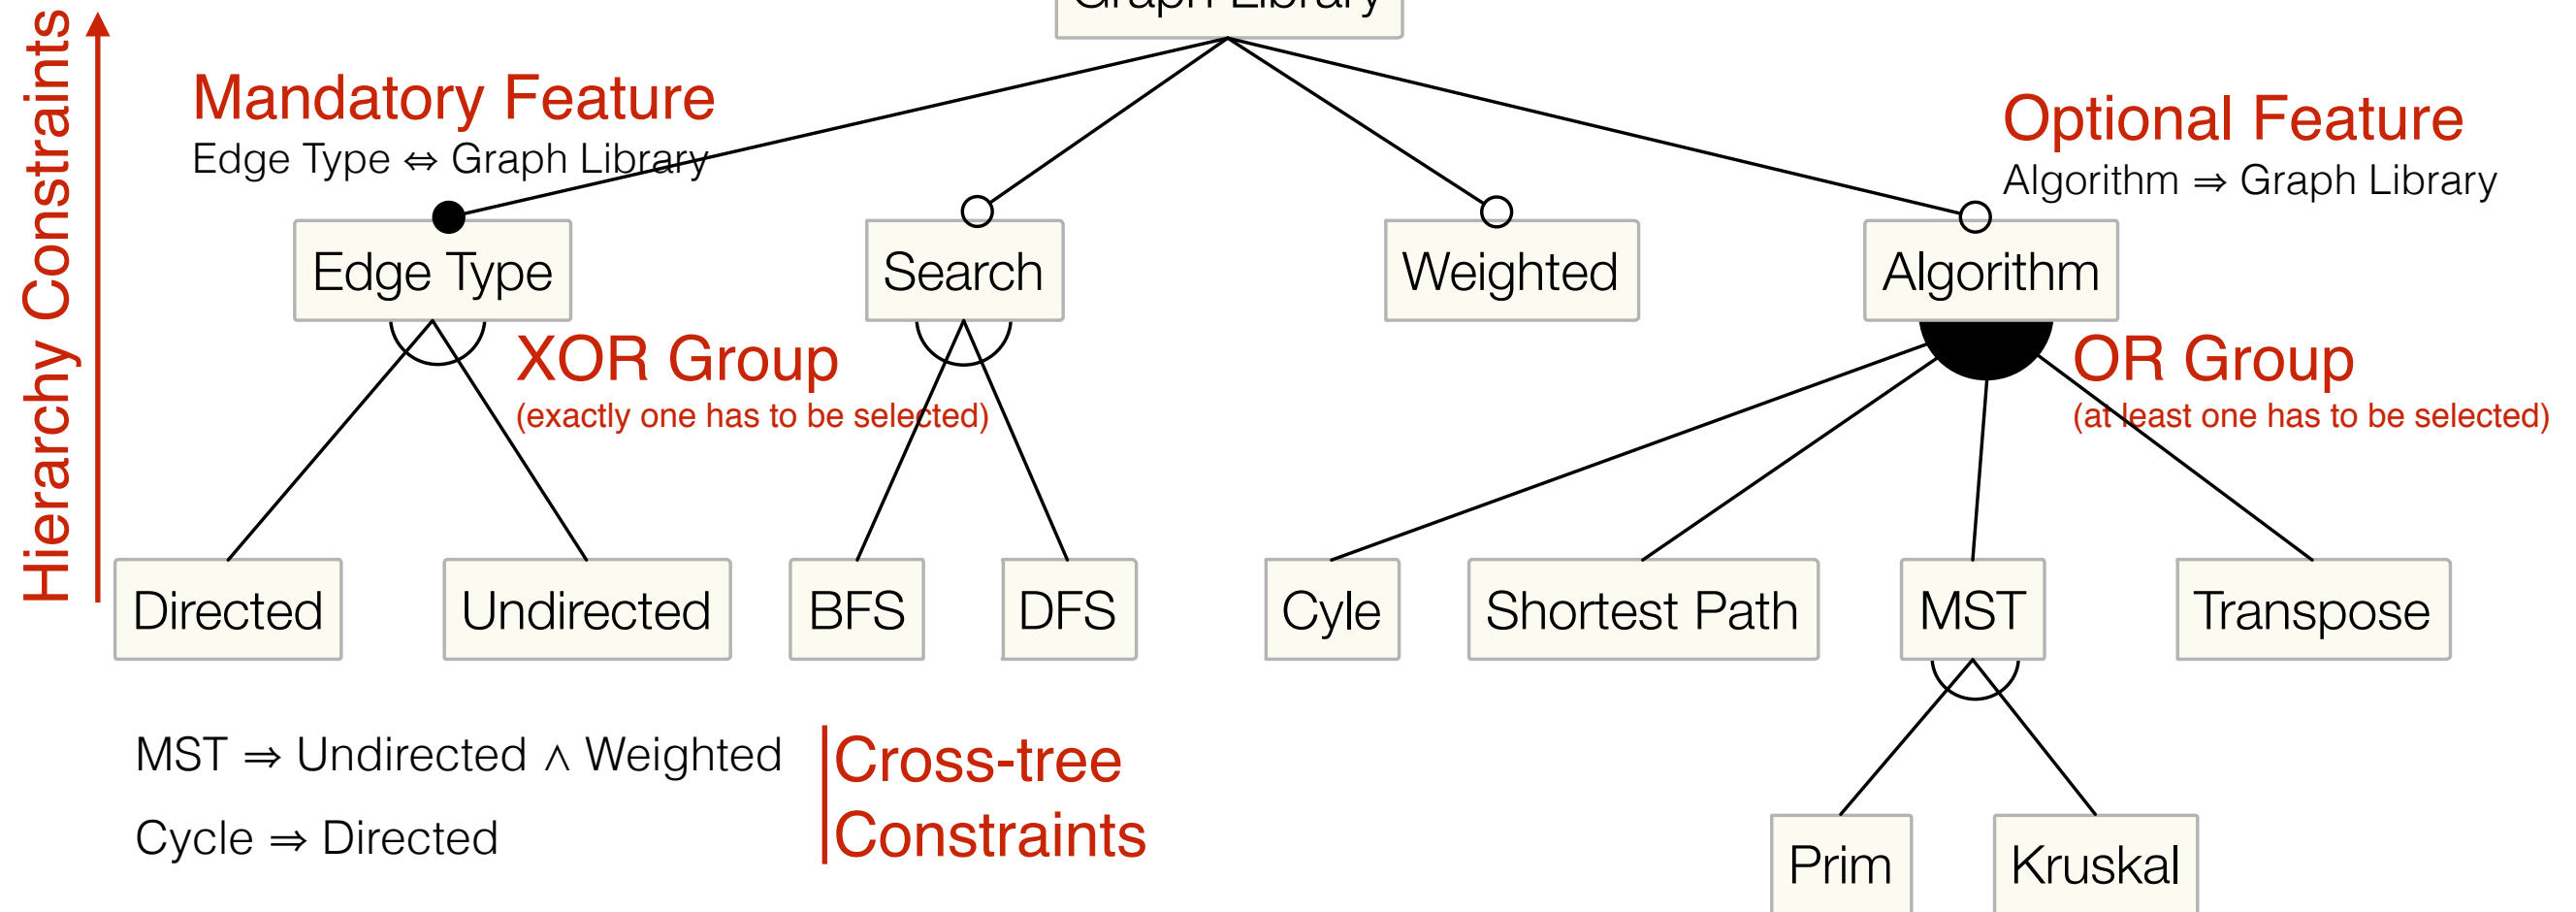 Graph Library
Hierarchy Constraints
Mandatory Feature
Edge Type ⇔ Graph Library
Optional Feature
Algorithm ⇒ Graph Library
Edge Type
Search
Weighted
Algorithm
XOR Group
(exactly one has to be selected)
OR Group
(at least one has to be selected)
Directed
Undirected
BFS
DFS
Cyle
Shortest Path
MST
Transpose
MST ⇒ Undirected ∧ Weighted
Cycle ⇒ Directed
Cross-tree
Constraints
Prim
Kruskal